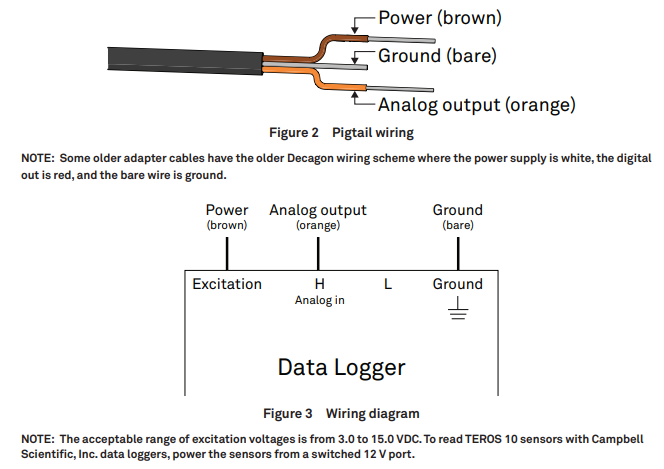 Power (brown)
Ground (bare)
Analog output (orange)
Figure 2 Pigtail wiring
NOTE: Some older adapter cables have the older Decagon wiring scheme where the power supply is white, the digital
out is red, and the bare wire is ground.
Power Analog output Ground
(brown) (orange) (bare)
Excitation H L Ground
Analog in
Data Logger
Figure 3 Wiring diagram
NOTE: The acceptable range of excitation voltages is from 3.0 to 15.0 VDC. To read TEROS 10 sensors with Campbell
Scientific, Inc. data loggers, power the sensors from a switched 12 V port.